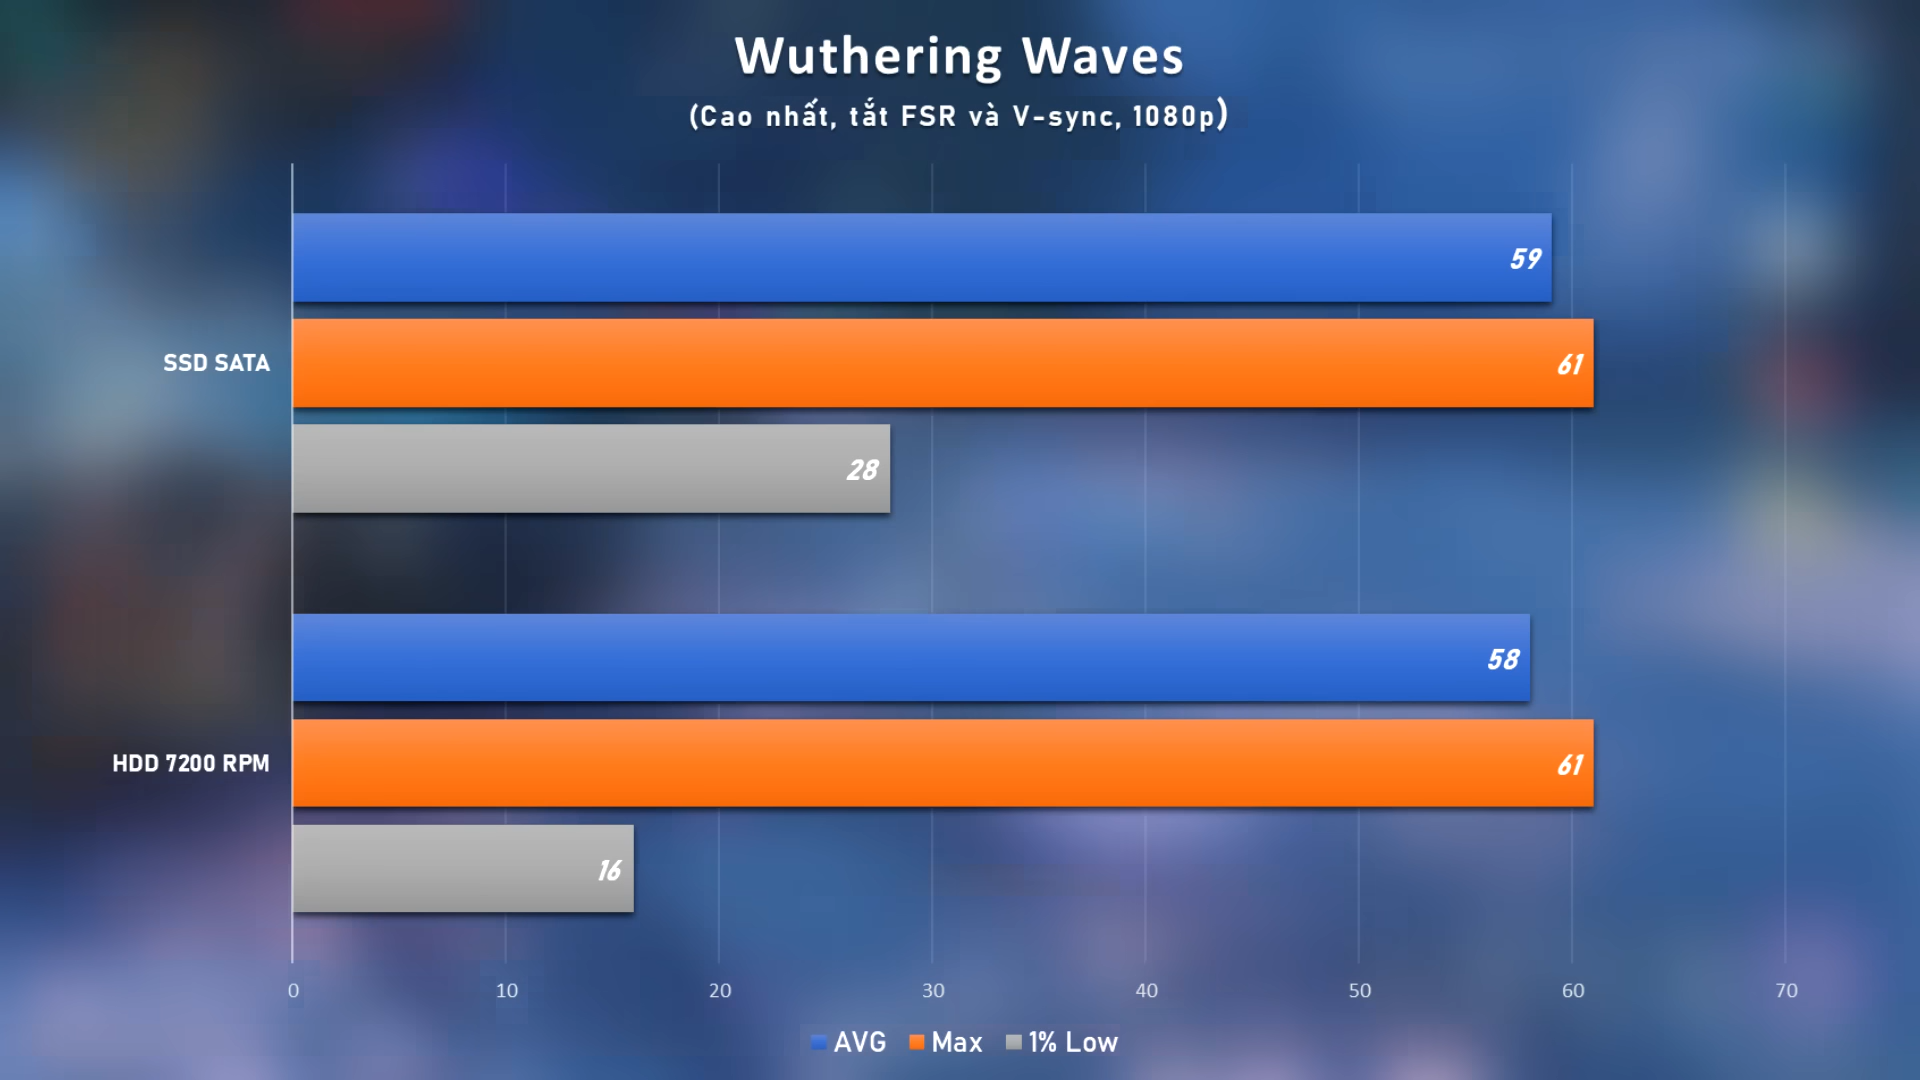 Wuthering Waves
(Cao nhất, tắt FSR và V-sync, 1080p)
59
SSD SATA
61
28
58
HDD 7200 RPM
61
16
0 10 20 30 40 50 60 70
AVG Max 1% Low